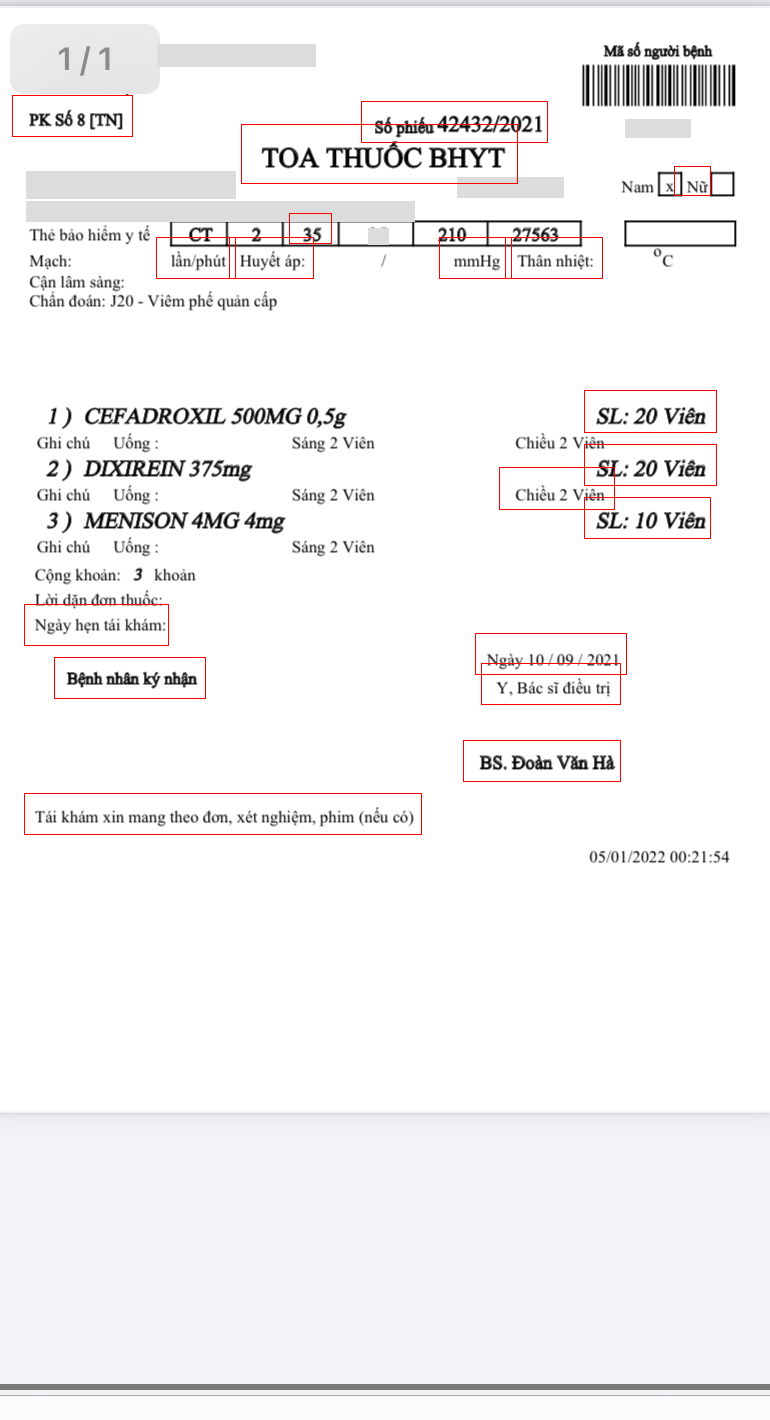 1/1
Mã số người bệnh
PK Số 8 [TN]
Số phiếu 42432/2021
TOA THUỐC BHYT
Nam x Nữ
Thẻ bảo hiểm y tế CT 2 35 210 27563
Mạch: lần/phút Huyết áp: / mmHg Thân nhiệt: °C
Cận lâm sàng:
Chẩn đoán: J20 - Viêm phế quản cấp
1 ) CEFADROXIL 500MG 0,5g SL: 20 Viên
Ghi chú Uống : Sáng 2 Viên Chiều 2 Viên
2 ) DIXIREIN 375mg SL: 20 Viên
Ghi chú Uống : Sáng 2 Viên Chiều 2 Viên
3 ) MENISON 4MG 4mg SL: 10 Viên
Ghi chú Uống : Sáng 2 Viên
Cộng khoản: 3 khoản
Lời dặn đơn thuốc:
Ngày hẹn tái khám:
Ngày 10 / 09 / 2021
Bệnh nhân ký nhận Y, Bác sĩ điều trị
BS. Đoàn Văn Hà
Tái khám xin mang theo đơn, xét nghiệm, phim (nếu có)
05/01/2022 00:21:54